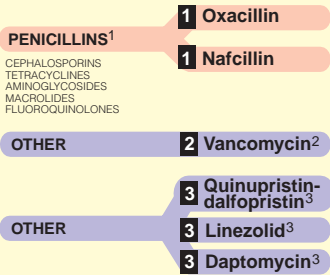 1 Oxacillin
PENICILLINS1
1 Nafcillin
CEPHALOSPORINS
TETRACYCLINES
AMINOGLYCOSIDES
MACROLIDES
FLUOROQUINOLONES
OTHER
2 Vancomycin2
3 Quinupristin-
dalfopristin3
OTHER
3 Linezolid3
3 Daptomycin3